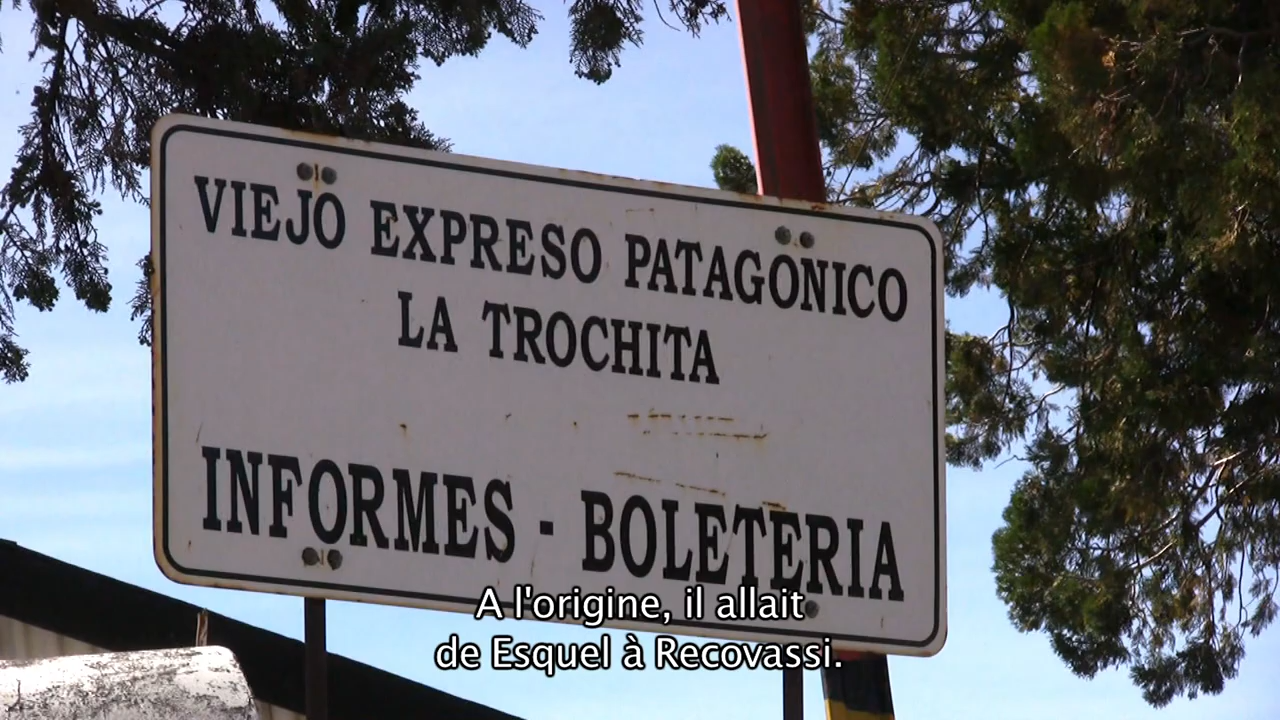 VIEJO EXPRESO PATAGONICO
LA TROCHITA
INFORMES - BOLETERIA
A l'origine, il allait
de Esquel à Recovassi.